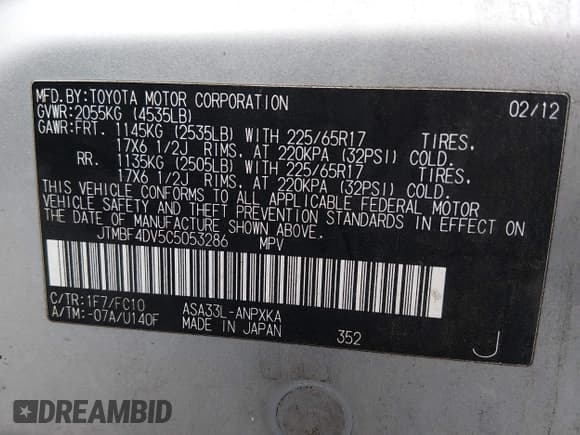 MFD.BY:TOYOTA MOTOR CORPORATION 02/12
GVWR:2055KG (4535LB)
GAWR:FRT. 1145KG (2535LB) WITH 225/65R17 TIRES.
17X6 1/2J RIMS, AT 220KPA (32PSI) COLD.
RR. 1135KG (2505LB) WITH 225/65R17 TIRES.
17X6 1/2J RIMS, AT 220KPA (32PSI) COLD.
THIS VEHICLE CONFORMS TO ALL APPLICABLE FEDERAL MOTOR
VEHICLE SAFETY AND THEFT PREVENTION STANDARDS IN EFFECT ON
THE DATE OF MANUFACTURE SHOWN ABOVE.
JTMBF4DV5C5053286 MPV
C/TR:1F7/FC10 ASA33L-ANPXKA
A/TM:-07A/U140F MADE IN JAPAN 352 J
DREAMBID